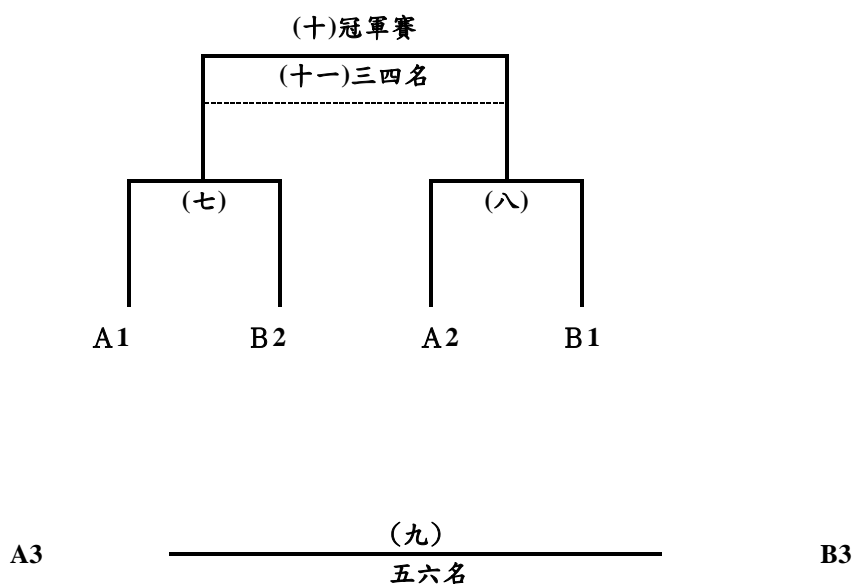 (十)冠軍賽
(十一)三四名
(七) (八)
A1 B2 A2 B1
(九)
A3 B3
五六名